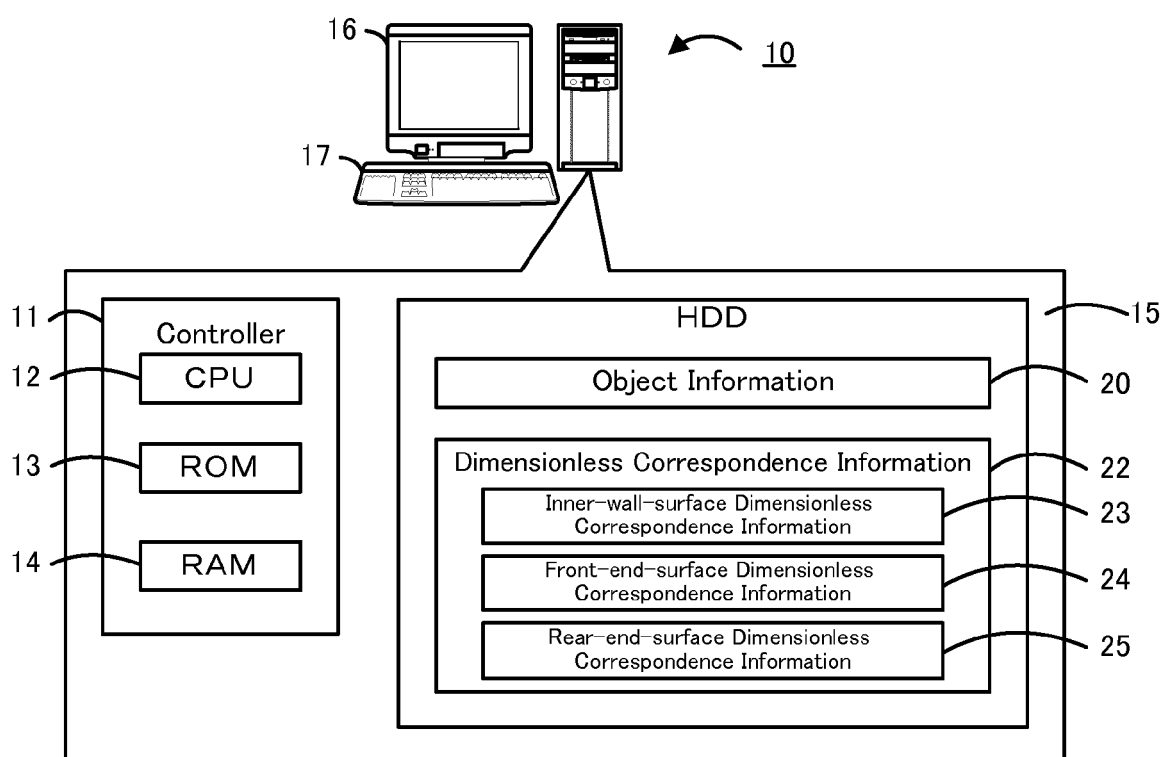 16
10
17
11
Controller
12
CPU
13
ROM
14
RAM
HDD
15
Object Information
20
Dimensionless Correspondence Information
22
Inner-wall-surface Dimensionless
Correspondence Information
23
Front-end-surface Dimensionless
Correspondence Information
24
Rear-end-surface Dimensionless
Correspondence Information
25